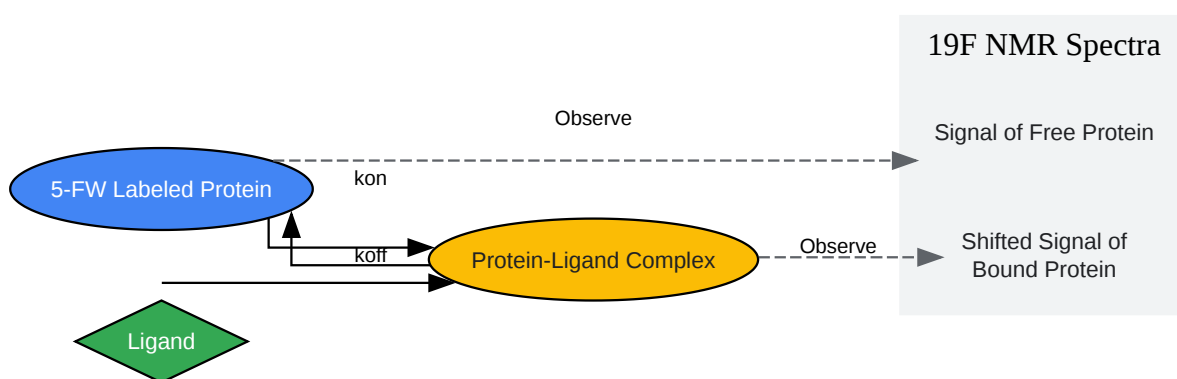 19F NMR Spectra
Observe
Signal of Free Protein
kon
5-FW Labeled Protein
Observe
Shifted Signal of
Bound Protein
koff
Protein-Ligand Complex
Ligand